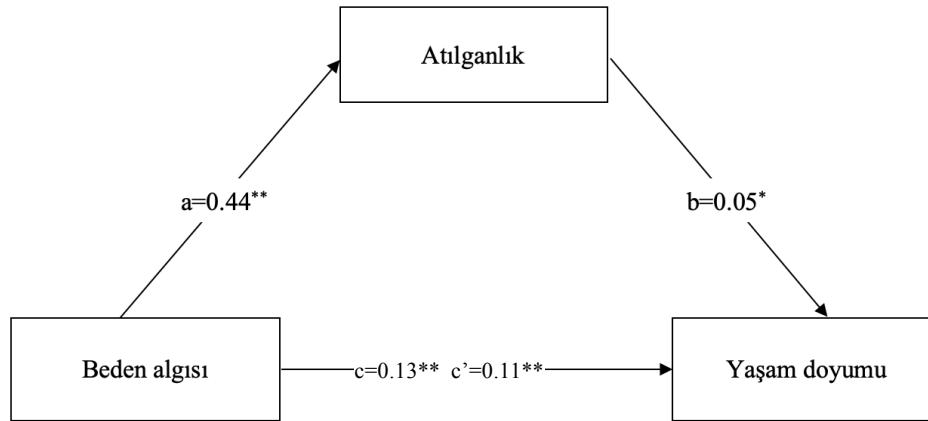 Atılganlık
a=0.44**
b=0.05*
Beden algısı
c=0.13** c’=0.11**
Yaşam doyumu